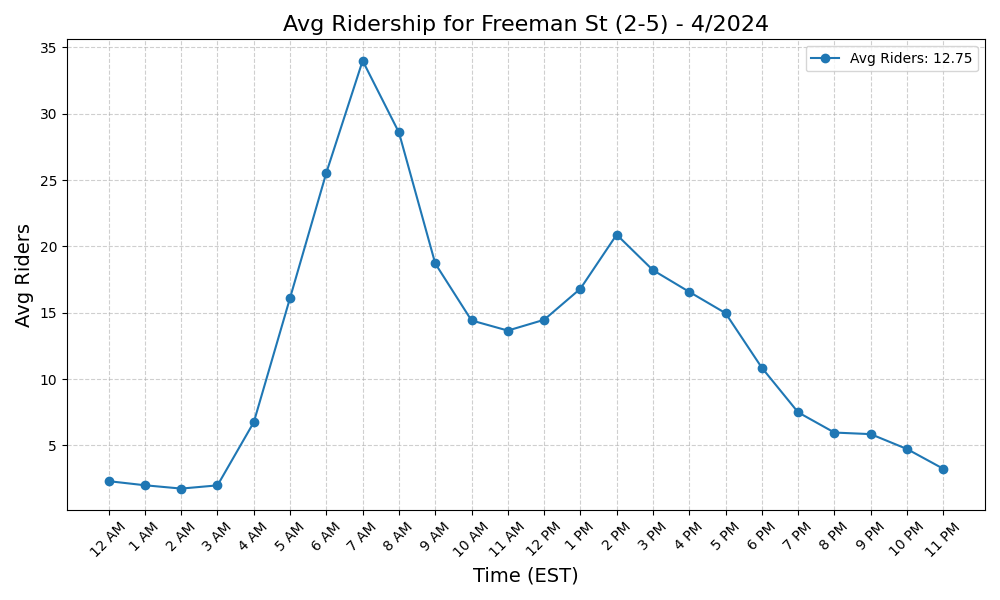 Avg Ridership for Freeman St (2-5) - 4/2024
Avg Riders: 12.75
Avg Riders
35
30
25
20
15
10
5
12 AM
1 AM
2 AM
3 AM
4 AM
5 AM
6 AM
7 AM
8 AM
9 AM
10 AM
11 AM
12 PM
1 PM
2 PM
3 PM
4 PM
5 PM
6 PM
7 PM
8 PM
9 PM
10 PM
11 PM
Time (EST)